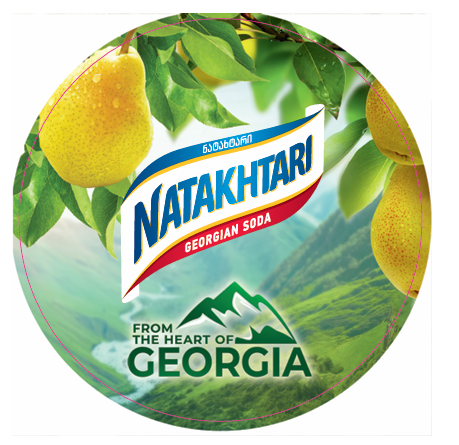 ნატახტარი
NATAKHTARI
GEORGIAN SODA
FROM
THE HEART OF
GEORGIA